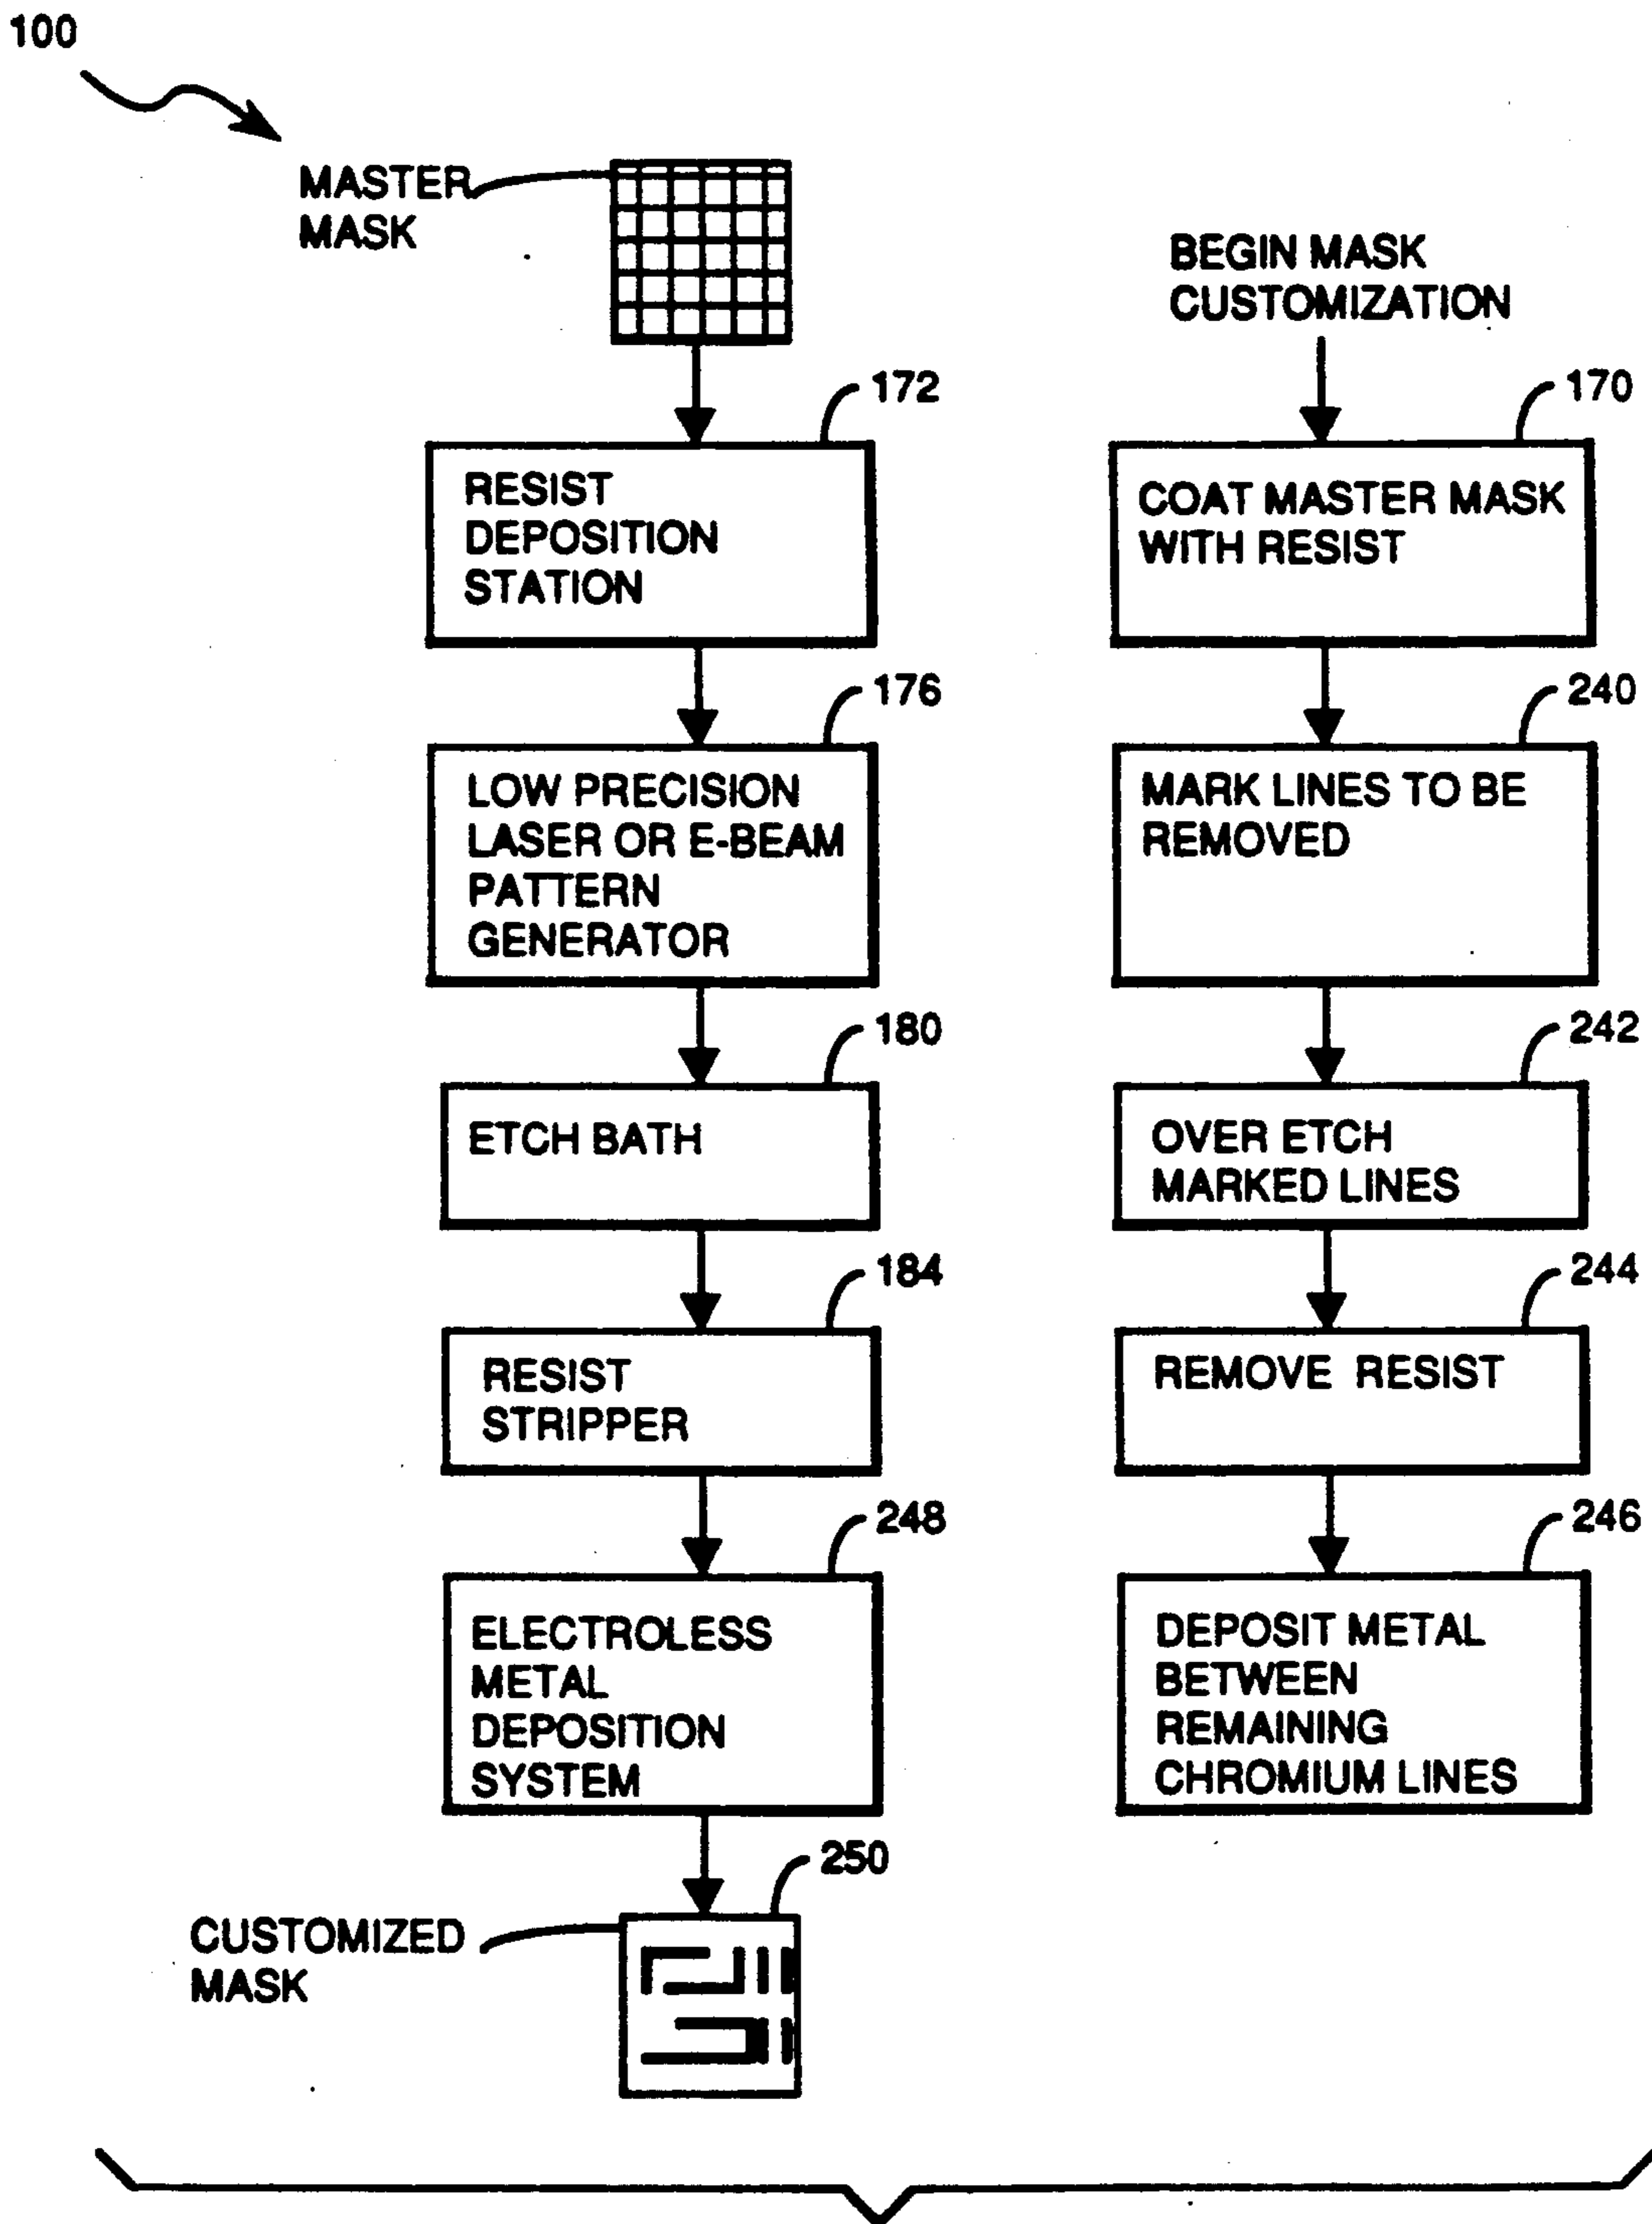 100
MASTER
MASK
172
RESIST
DEPOSITION
STATION
176
LOW PRECISION
LASER OR E-BEAM
PATTERN
GENERATOR
180
ETCH BATH
184
RESIST
STRIPPER
248
ELECTROLESS
METAL
DEPOSITION
SYSTEM
250
CUSTOMIZED
MASK
BEGIN MASK
CUSTOMIZATION
170
COAT MASTER MASK
WITH RESIST
240
MARK LINES TO BE
REMOVED
242
OVER ETCH
MARKED LINES
244
REMOVE RESIST
246
DEPOSIT METAL
BETWEEN
REMAINING
CHROMIUM LINES